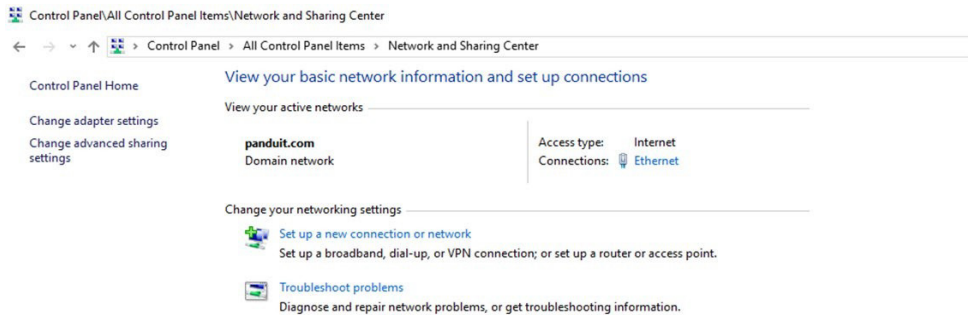 Control Panel\All Control Panel Items\Network and Sharing Center
Control Panel > All Control Panel Items > Network and Sharing Center
Control Panel Home
Change adapter settings
Change advanced sharing
settings
View your basic network information and set up connections
View your active networks
panduit.com
Domain network
Access type: Internet
Connections: Ethernet
Change your networking settings
Set up a new connection or network
Set up a broadband, dial-up, or VPN connection; or set up a router or access point.
Troubleshoot problems
Diagnose and repair network problems, or get troubleshooting information.